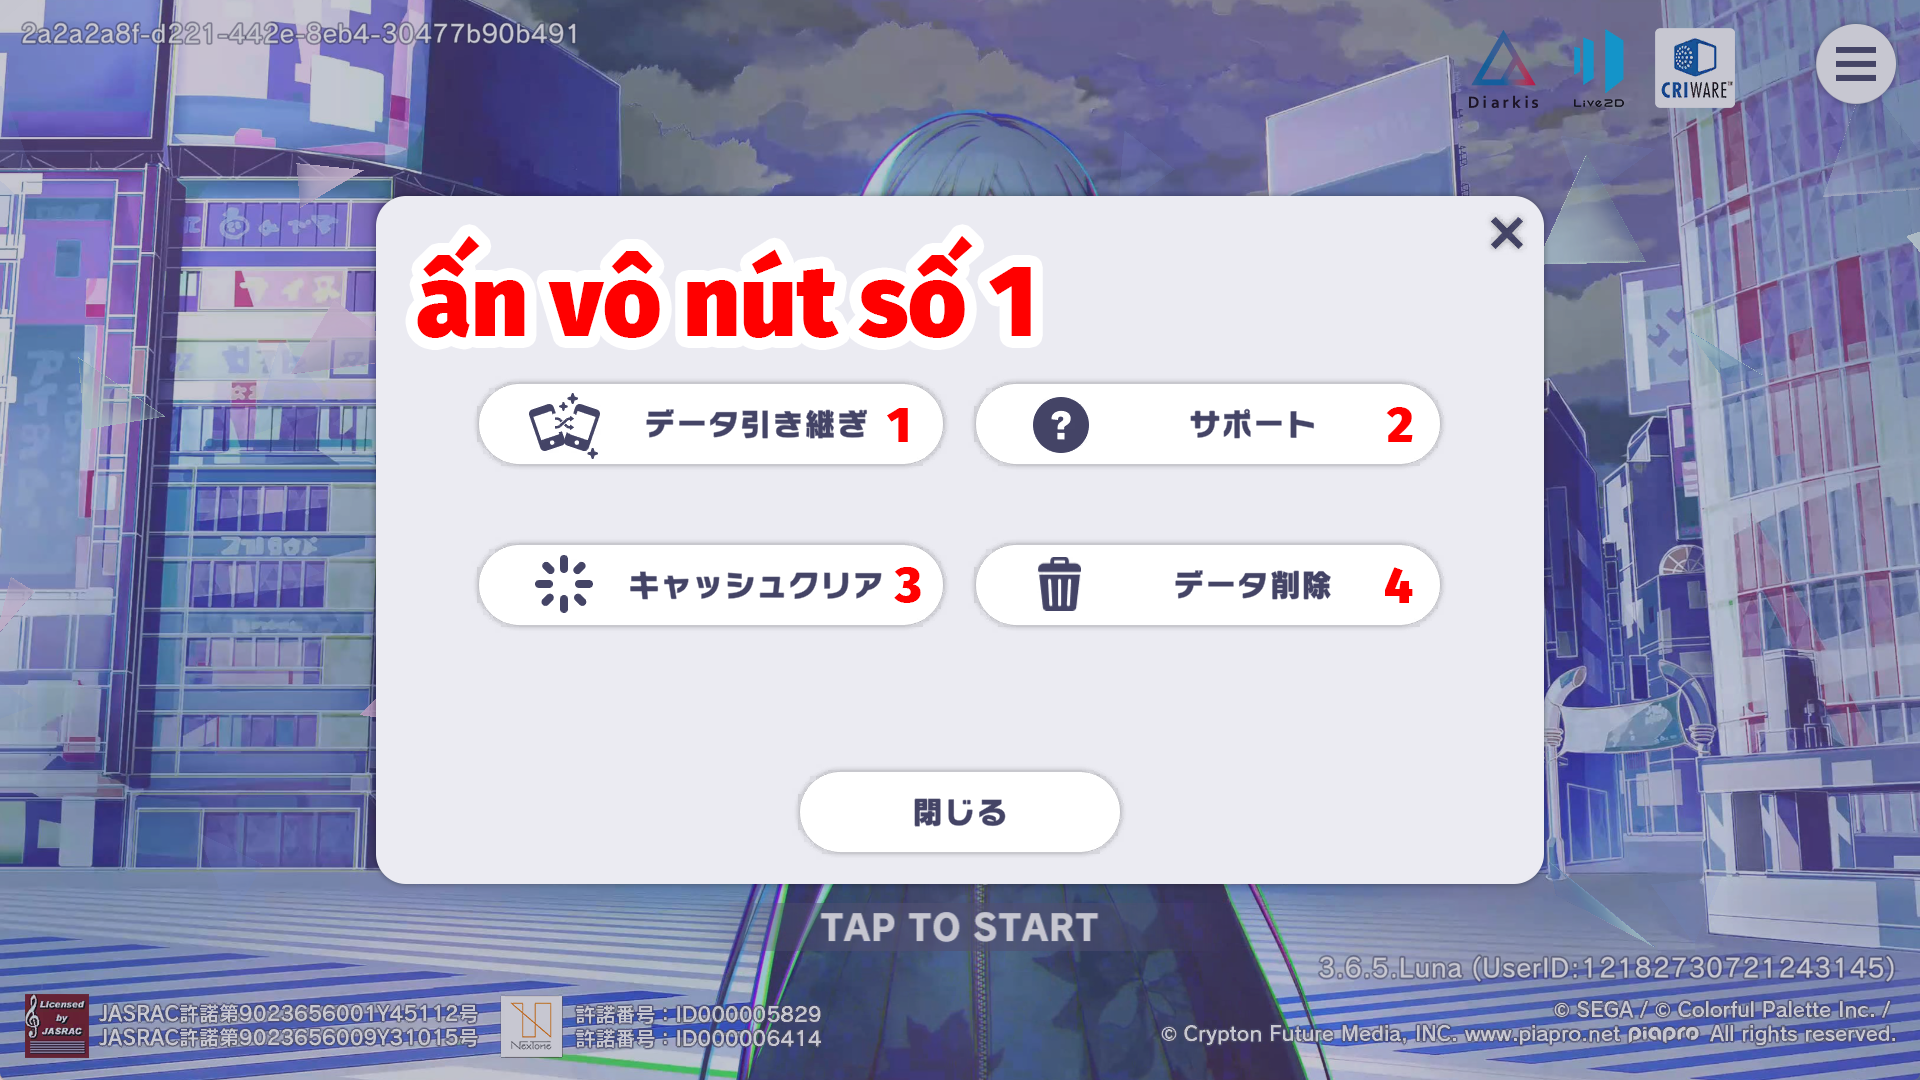 2a2a2a8f-d221-442e-8eb4-30477b90b491
Diarkis
Live2D
CRIWARE™
ấn vô nút số 1
データ引き継ぎ 1
サポート 2
キャッシュクリア 3
データ削除 4
閉じる
TAP TO START
3.6.5.Luna (UserID:12182730721243145)
Licensed
by
JASRAC
JASRAC許諾第9023656001Y45112号
JASRAC許諾第9023656009Y31015号
NexTone
許諾番号：ID000005829
許諾番号：ID000006414
© SEGA / © Colorful Palette Inc. /
© Crypton Future Media, INC. www.piapro.net piapro All rights reserved.